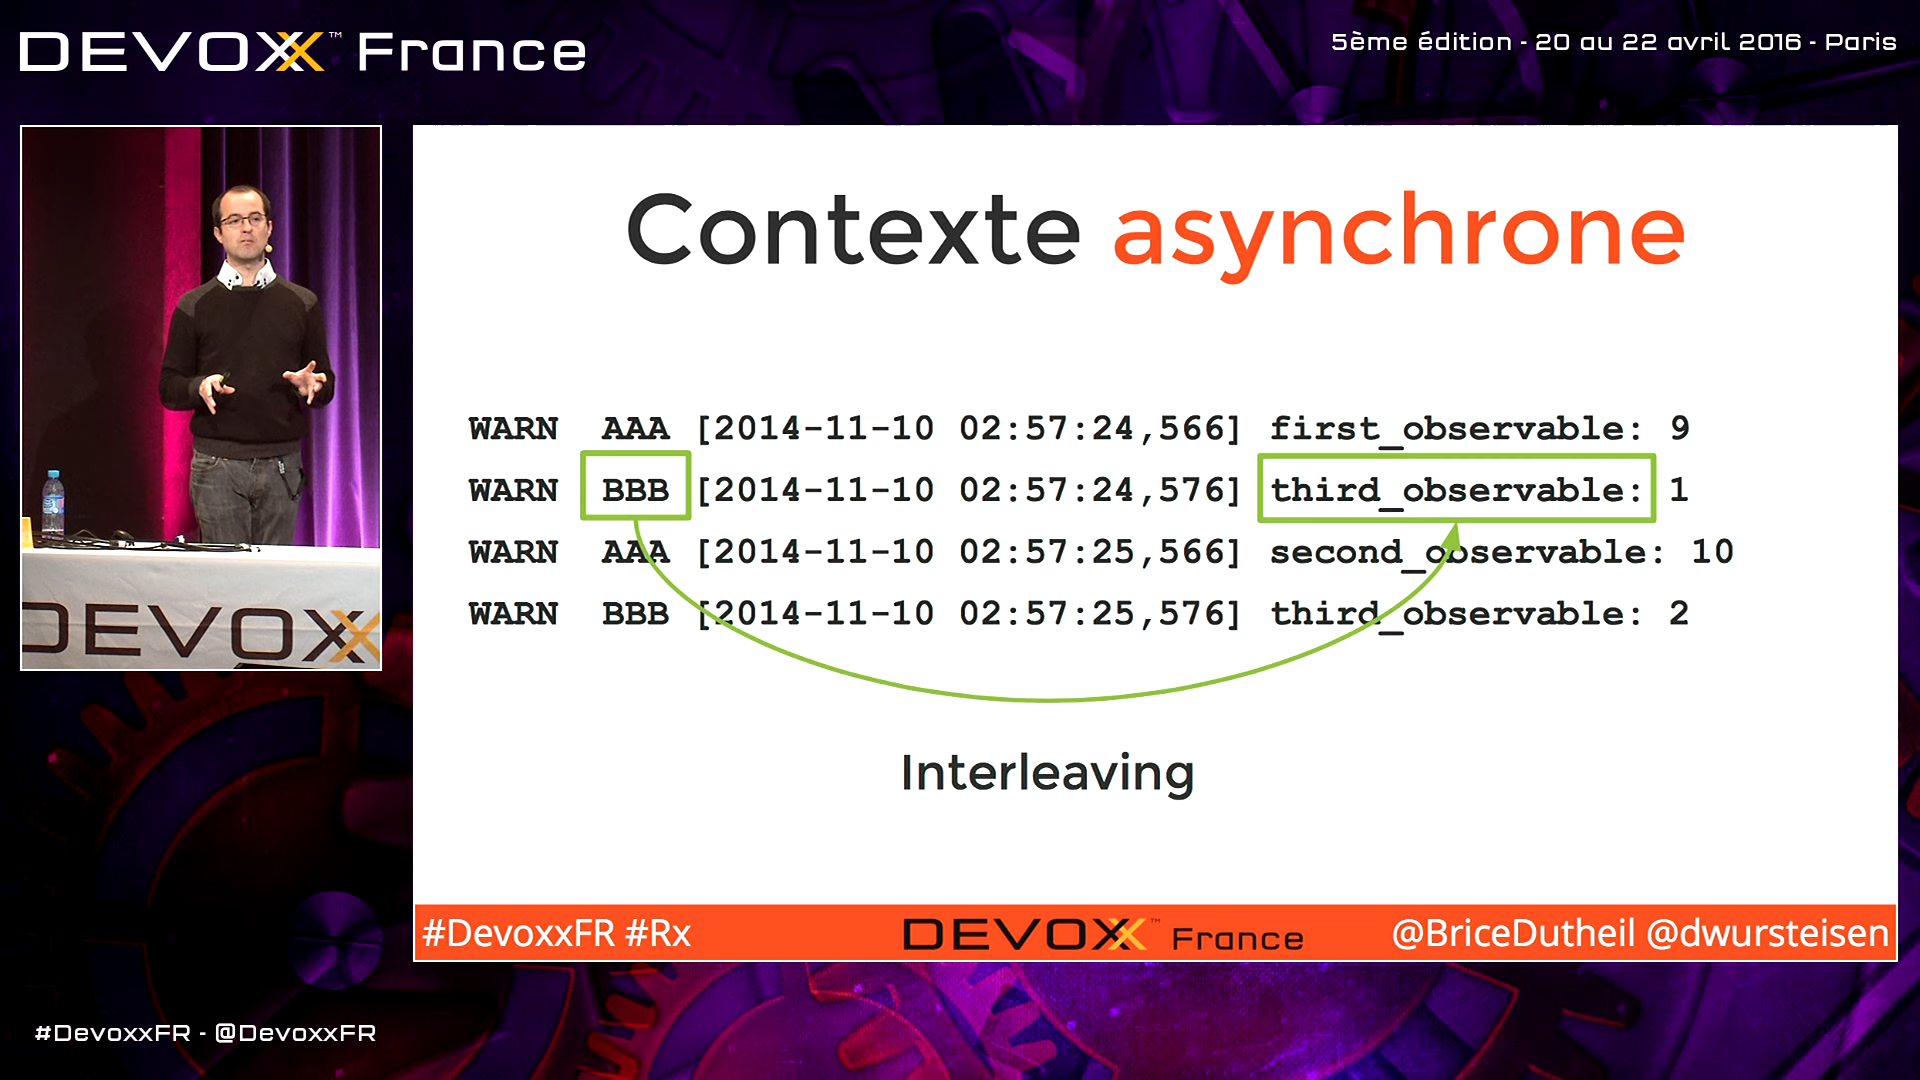 DEVOXX™ France
5ème édition - 20 au 22 avril 2016 - Paris
Contexte asynchrone
WARN AAA [2014-11-10 02:57:24,566] first_observable: 9
WARN BBB [2014-11-10 02:57:24,576] third_observable: 1
WARN AAA [2014-11-10 02:57:25,566] second_observable: 10
WARN BBB [2014-11-10 02:57:25,576] third_observable: 2
Interleaving
DEVOXX
#DevoxxFR #Rx
DEVOXX™ France
@BriceDutheil @dwursteisen
#DevoxxFR - @DevoxxFR